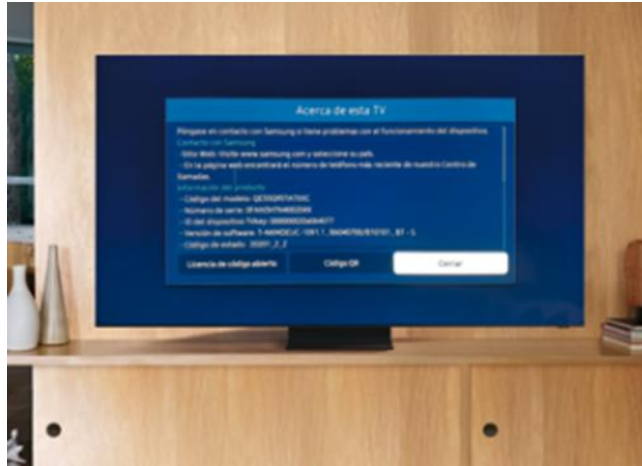 Acerca de esta TV
Póngase en contacto con Samsung si tiene problemas con el funcionamiento del dispositivo.
Contacto con Samsung
- Sitio Web: Visite www.samsung.com y seleccione su país.
- En la página web encontrará el número de teléfono más reciente de nuestro Centro de
llamadas.
Información del producto
- Código del modelo:
- Número de serie:
- ID del dispositivo TVkey:
- Versión de software:
- Código de estado:
Licencia de código abierto
Código QR
Cerrar